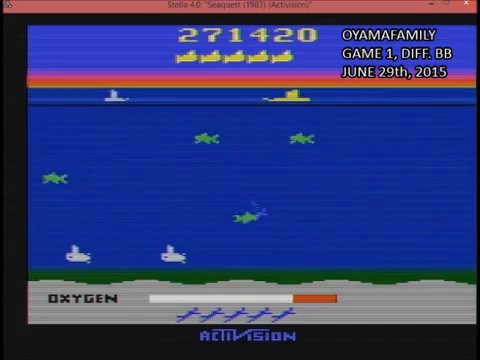 Stella 4.0: "Seaquest (1983) (Activision)"
271420
OYAMAFAMILY
GAME 1, DIFF. BB
JUNE 29th, 2015
OXYGEN
ACTIVISION